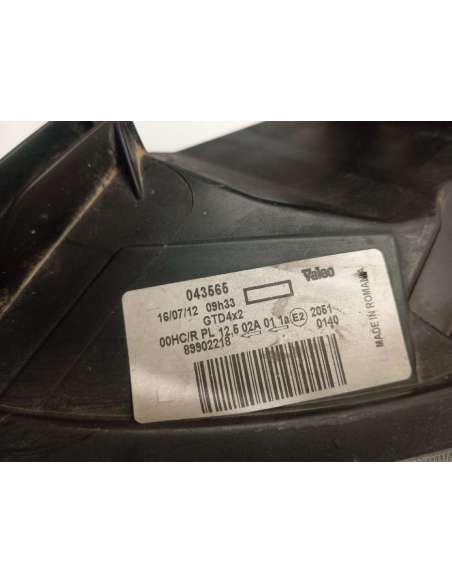 043565
Valeo
16/07/12 09h33
GTD4x2
00HC/R PL 12,5 02A 01 1a E2 2051
89902218 0140
MADE IN ROMANIA